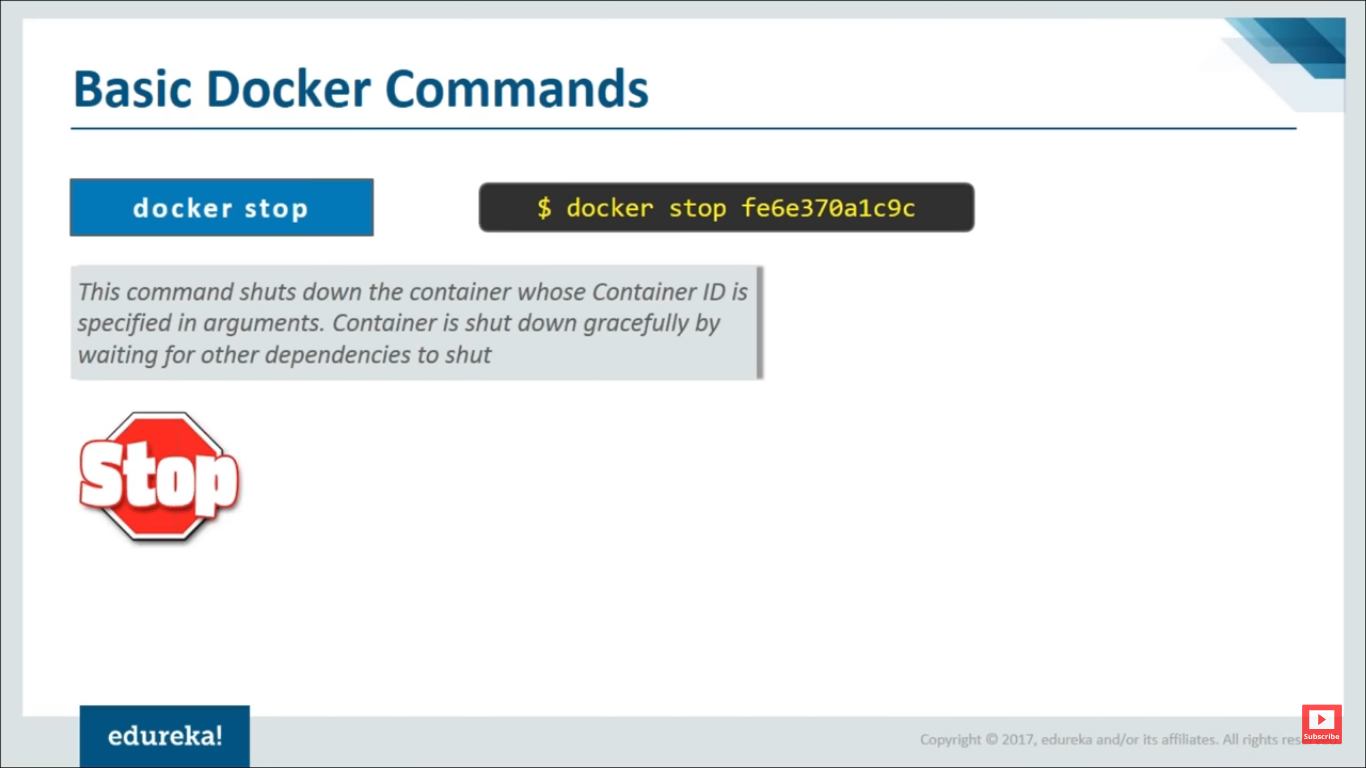 Basic Docker Commands
docker stop
$ docker stop fe6e370a1c9c
This command shuts down the container whose Container ID is
specified in arguments. Container is shut down gracefully by
waiting for other dependencies to shut
Stop
edureka!
Copyright © 2017, edureka and/or its affiliates. All rights res
Subscribe